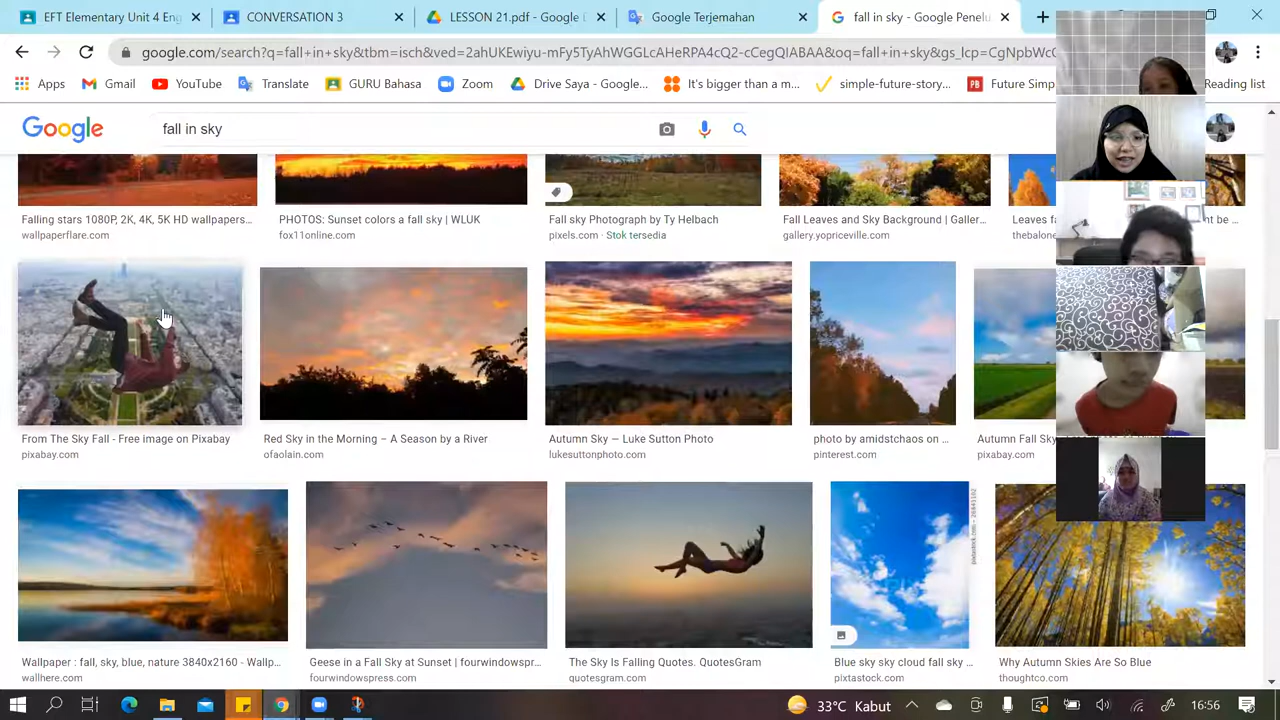 EFT Elementary Unit 4 Eng
CONVERSATION 3
LESSON 21.pdf - Google D
Google Terjemahan
fall in sky - Google Penelu
google.com/search?q=fall+in+sky&tbm=isch&ved=2ahUKEwiyu-mFy5TyAhWGGLcAHeRPA4CQ2-cCegQIABAA&oq=fall+in+sky&gs_lcp=CgNpbWc
Apps
Gmail
YouTube
Translate
GURU Bahasa
Zoom
Drive Saya - Google...
It's bigger than a m...
simple-future-story...
Future Simp
Reading list
Google
fall in sky
Falling stars 1080P, 2K, 4K, 5K HD wallpapers...
wallpaperflare.com
PHOTOS: Sunset colors a fall sky | WLUK
fox11online.com
Fall sky Photograph by Ty Helbach
pixels.com · Stok tersedia
Fall Leaves and Sky Background | Galler...
gallery.yopriceville.com
Leaves fa
ht be ...
thebalone
From The Sky Fall - Free image on Pixabay
pixabay.com
Red Sky in the Morning – A Season by a River
ofaolain.com
Autumn Sky — Luke Sutton Photo
lukesuttonphoto.com
photo by amidstchaos on ...
pinterest.com
Autumn Fall Sky
pixabay.com
Wallpaper : fall, sky, blue, nature 3840x2160 - Wallp...
wallhere.com
Geese in a Fall Sky at Sunset | fourwindowspr...
fourwindowspress.com
The Sky Is Falling Quotes. QuotesGram
quotesgram.com
Blue sky sky cloud fall sky ...
pixtastock.com
Why Autumn Skies Are So Blue
thoughtco.com
33°C Kabut
16:56